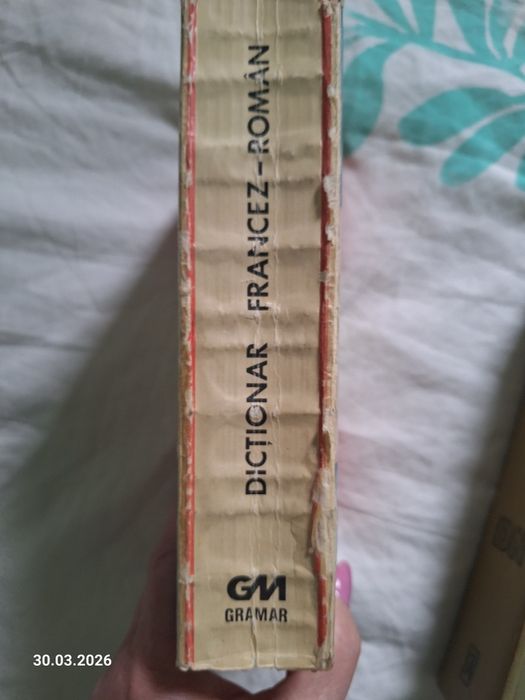 DICȚIONAR FRANCEZ-ROMÂN
GM
GRAMAR
30.03.2026